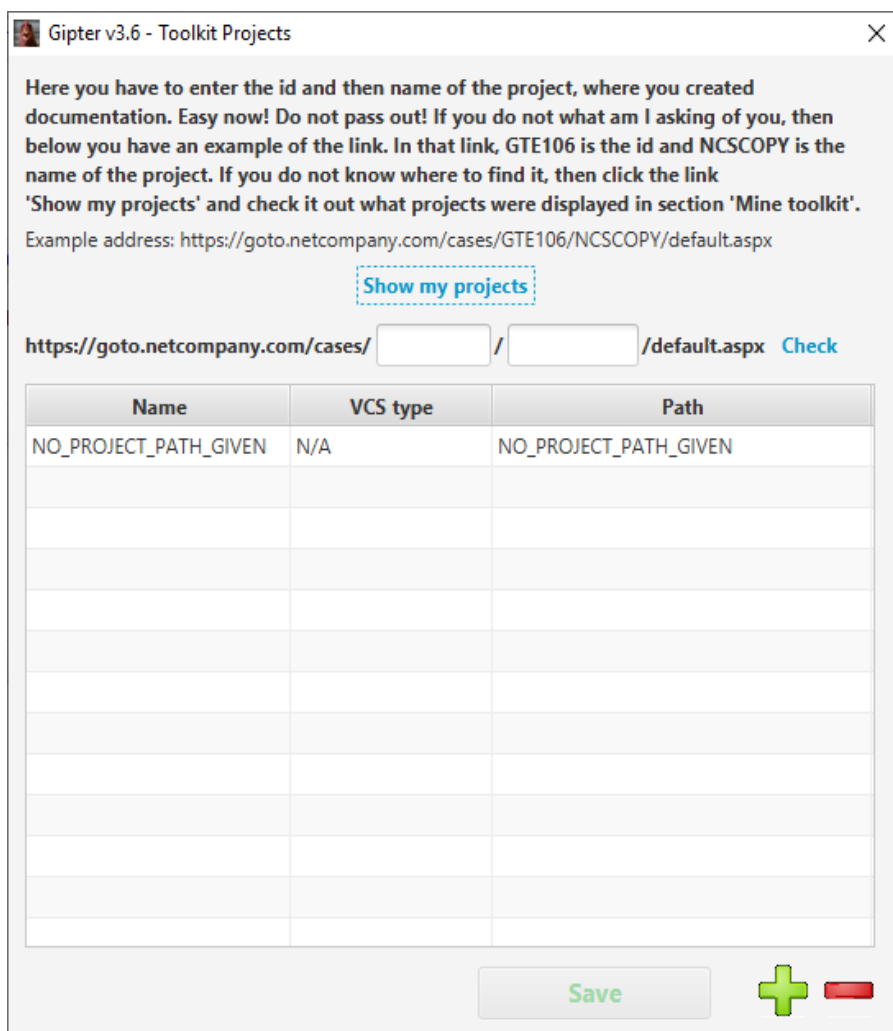 Gipter v3.6 - Toolkit Projects
Here you have to enter the id and then name of the project, where you created
documentation. Easy now! Do not pass out! If you do not what am I asking of you, then
below you have an example of the link. In that link, GTE106 is the id and NCSCOPY is the
name of the project. If you do not know where to find it, then click the link
'Show my projects' and check it out what projects were displayed in section 'Mine toolkit'.
Example address: https://goto.netcompany.com/cases/GTE106/NCSCOPY/default.aspx
Show my projects
https://goto.netcompany.com/cases/ / /default.aspx Check
Name VCS type Path
NO_PROJECT_PATH_GIVEN N/A NO_PROJECT_PATH_GIVEN
Save